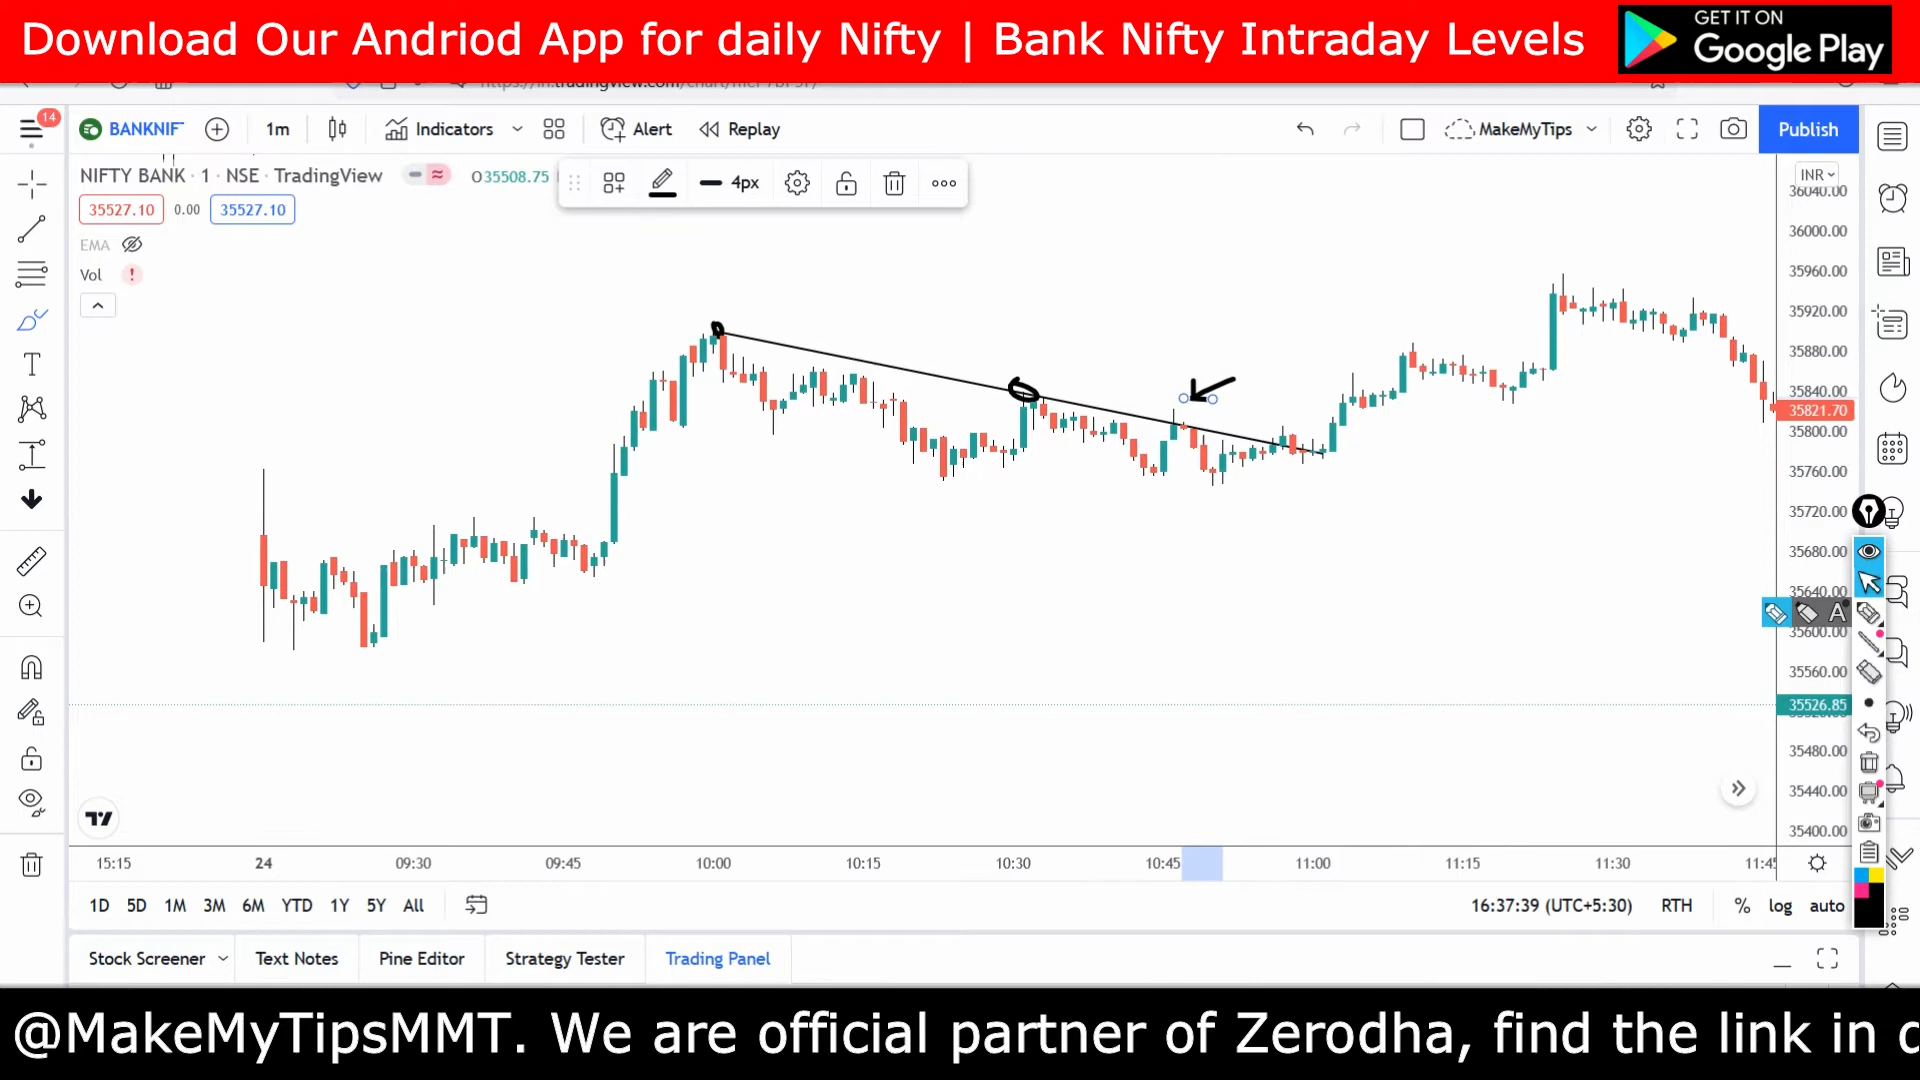 Download Our Andriod App for daily Nifty | Bank Nifty Intraday Levels
GET IT ON
Google Play
14
BANKNIF
1m
Indicators
Alert
Replay
MakeMyTips
Publish
NIFTY BANK · 1 · NSE · TradingView
O35508.75
4px
INR
35527.10
0.00
35527.10
EMA
Vol
!
36040.00
36000.00
35960.00
35920.00
35880.00
35840.00
35821.70
35800.00
35760.00
35720.00
35680.00
35640.00
35600.00
35560.00
35526.85
35480.00
35440.00
35400.00
A
15:15
24
09:30
09:45
10:00
10:15
10:30
10:45
11:00
11:15
11:30
11:45
1D 5D 1M 3M 6M YTD 1Y 5Y All
16:37:39 (UTC+5:30)
RTH
% log auto
Stock Screener
Text Notes
Pine Editor
Strategy Tester
Trading Panel
@MakeMyTipsMMT. We are official partner of Zerodha, find the link in